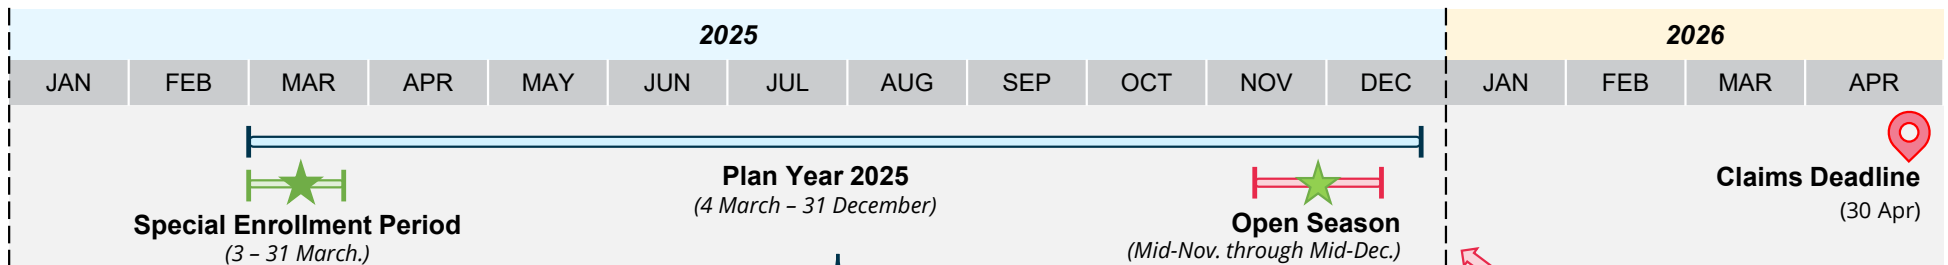 2025 2026
JAN FEB MAR APR MAY JUN JUL AUG SEP OCT NOV DEC JAN FEB MAR APR
Plan Year 2025
(4 March – 31 December)
Special Enrollment Period
(3 – 31 March.)
Open Season
(Mid-Nov. through Mid-Dec.)
Claims Deadline
(30 Apr)